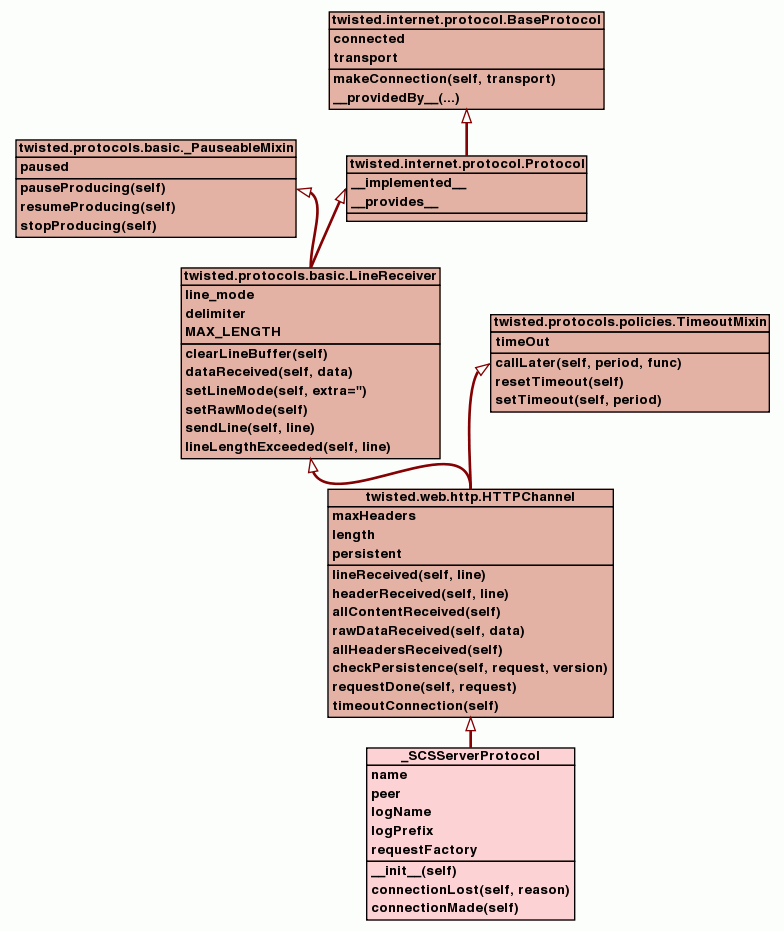 twisted.internet.protocol.BaseProtocol
connected
transport
makeConnection(self, transport)
__providedBy__(...)
twisted.protocols.basic._PauseableMixin
paused
pauseProducing(self)
resumeProducing(self)
stopProducing(self)
twisted.internet.protocol.Protocol
__implemented__
__provides__
twisted.protocols.basic.LineReceiver
line_mode
delimiter
MAX_LENGTH
clearLineBuffer(self)
dataReceived(self, data)
setLineMode(self, extra='')
setRawMode(self)
sendLine(self, line)
lineLengthExceeded(self, line)
twisted.protocols.policies.TimeoutMixin
timeOut
callLater(self, period, func)
resetTimeout(self)
setTimeout(self, period)
twisted.web.http.HTTPChannel
maxHeaders
length
persistent
lineReceived(self, line)
headerReceived(self, line)
allContentReceived(self)
rawDataReceived(self, data)
allHeadersReceived(self)
checkPersistence(self, request, version)
requestDone(self, request)
timeoutConnection(self)
_SCSServerProtocol
name
peer
logName
logPrefix
requestFactory
__init__(self)
connectionLost(self, reason)
connectionMade(self)